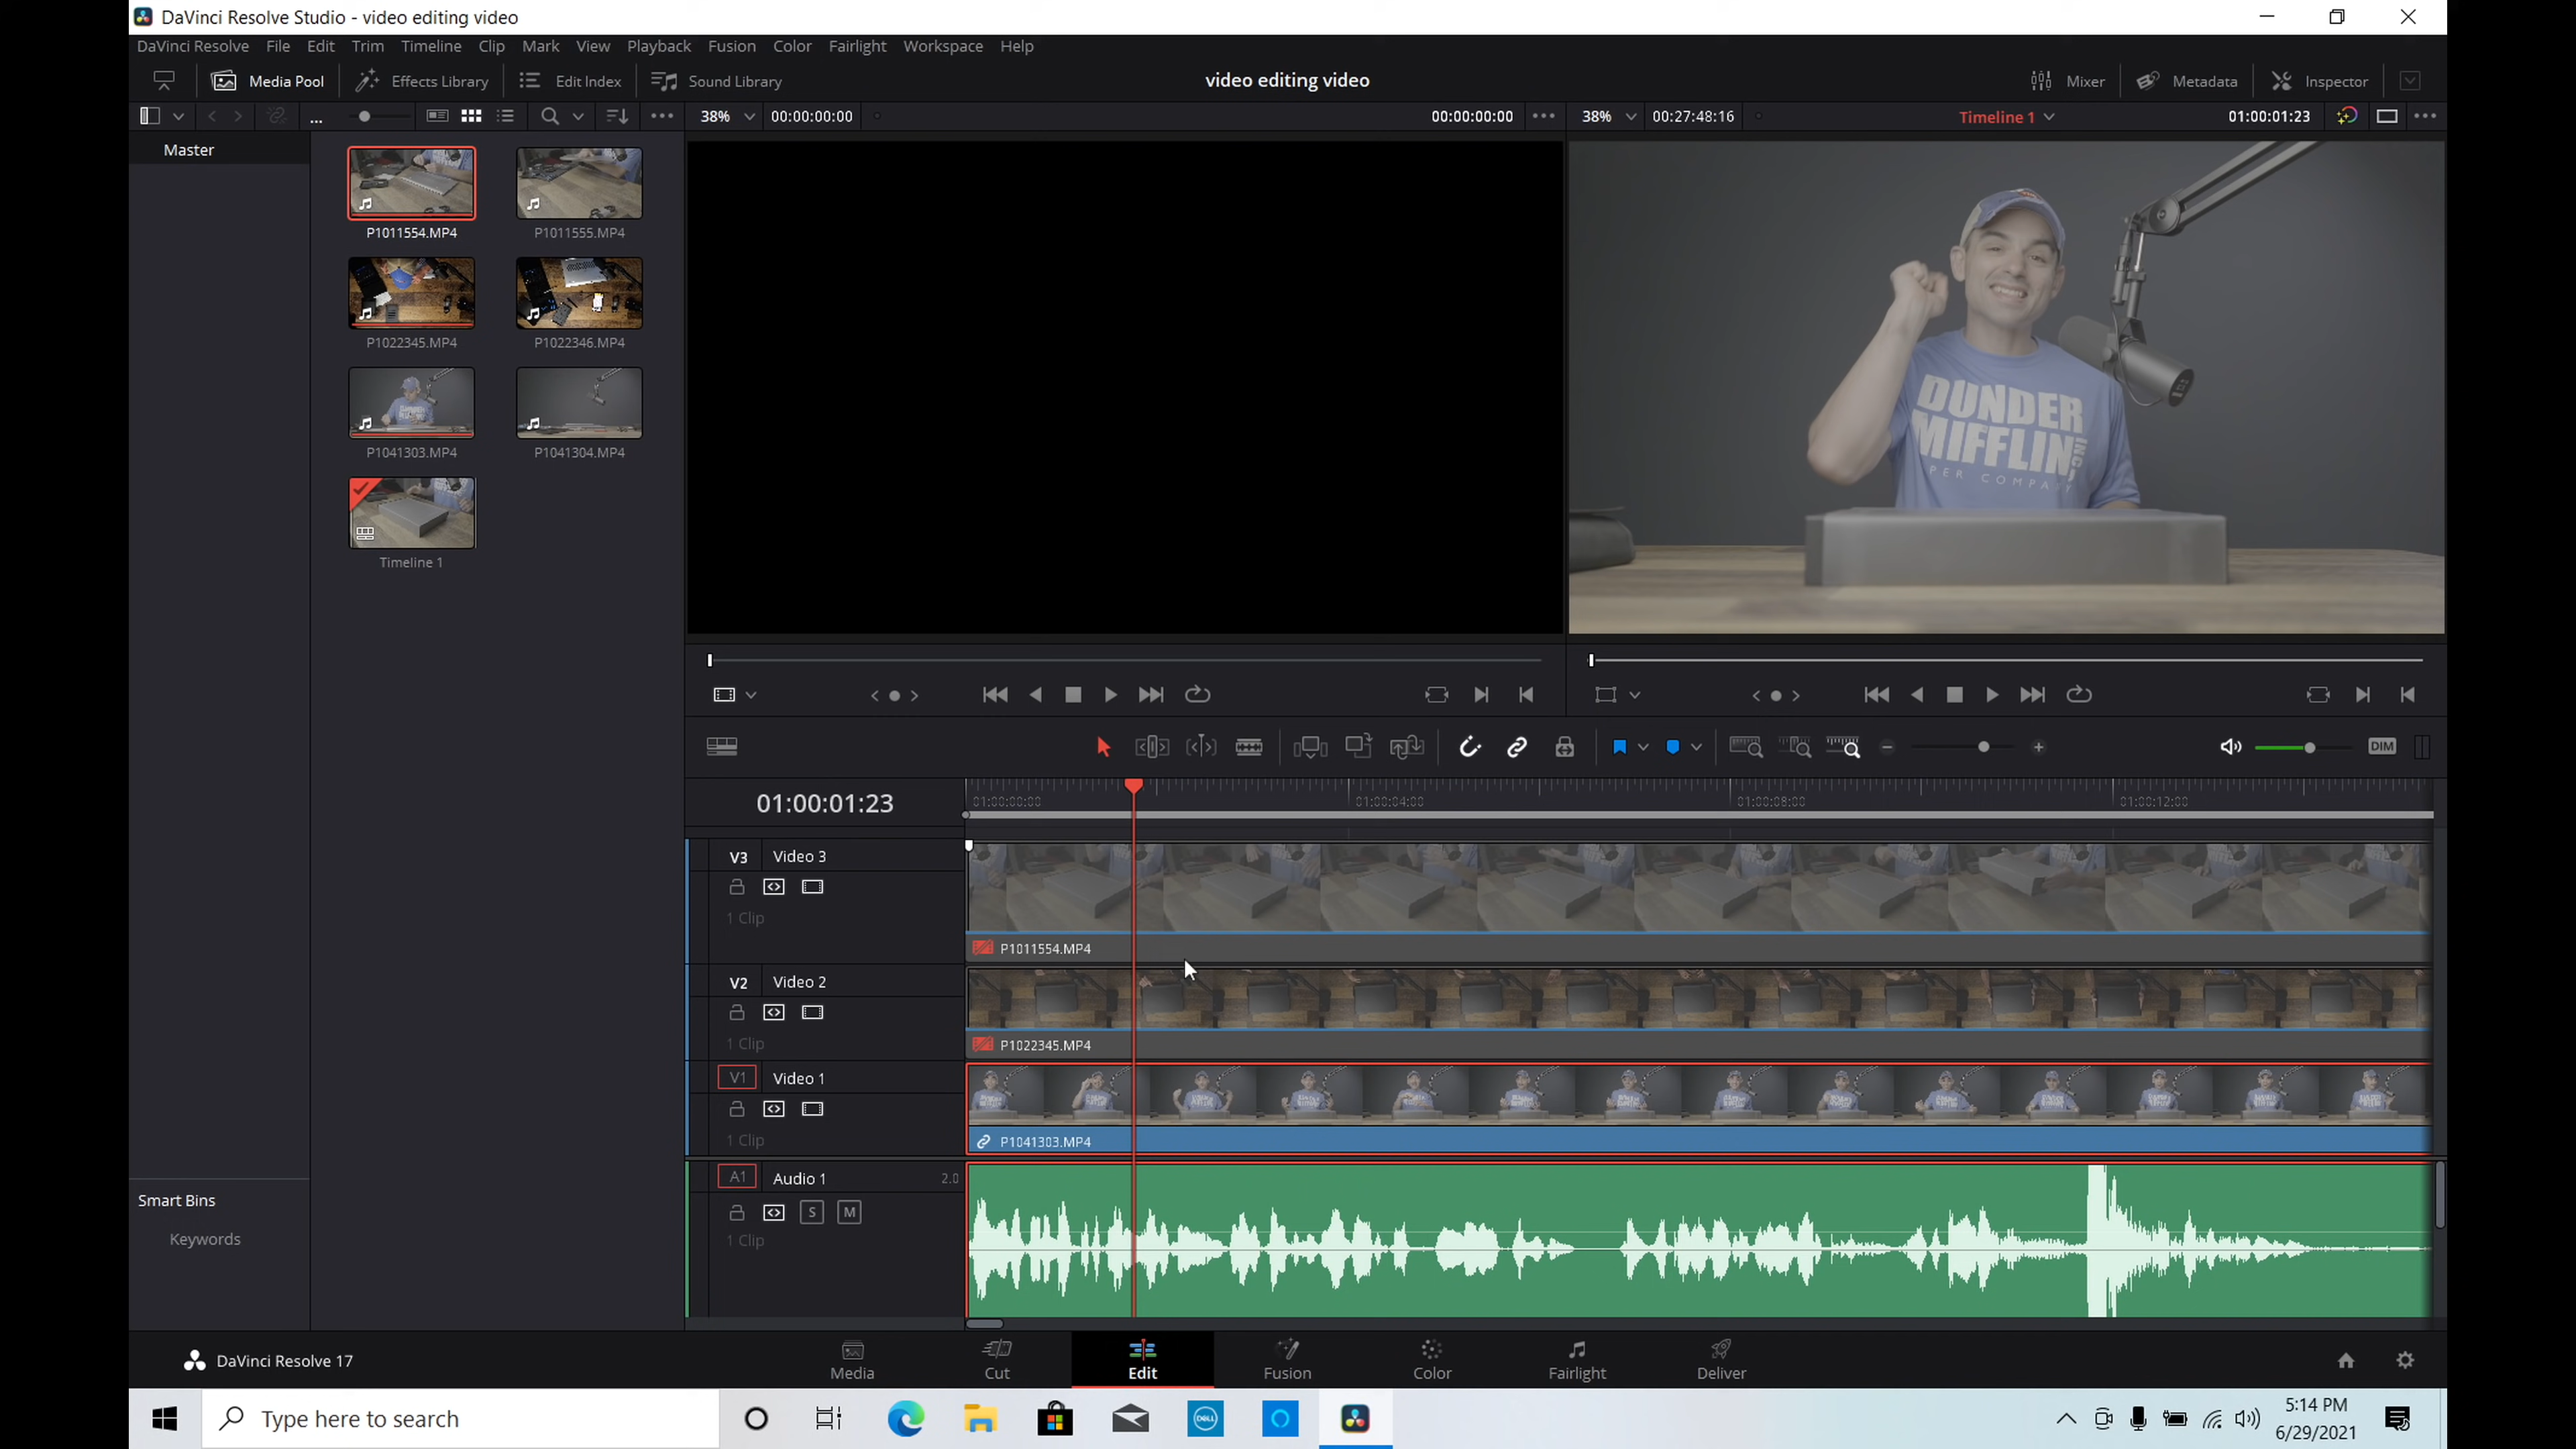 DaVinci Resolve Studio - video editing video
DaVinci Resolve File Edit Trim Timeline Clip Mark View Playback Fusion Color Fairlight Workspace Help
Media Pool Effects Library Edit Index Sound Library video editing video Mixer Metadata Inspector
... 38% 00:00:00:00 00:00:00:00 38% 00:27:48:16 Timeline 1 01:00:01:23
Master
P1011554.MP4 P1011555.MP4
P1022345.MP4 P1022346.MP4
P1041303.MP4 P1041304.MP4
Timeline 1
DUNDER
MIFFLIN INC,
PER COMPA
DIM
01:00:01:23
01:00:00:00 01:00:04:00 01:00:08:00 01:00:12:00
V3 Video 3
1 Clip
P1011554.MP4
V2 Video 2
1 Clip
P1022345.MP4
V1 Video 1
1 Clip
P1041303.MP4
A1 Audio 1 2.0
S M
1 Clip
Smart Bins
Keywords
DaVinci Resolve 17
Media Cut Edit Fusion Color Fairlight Deliver
Type here to search
DELL
5:14 PM
6/29/2021